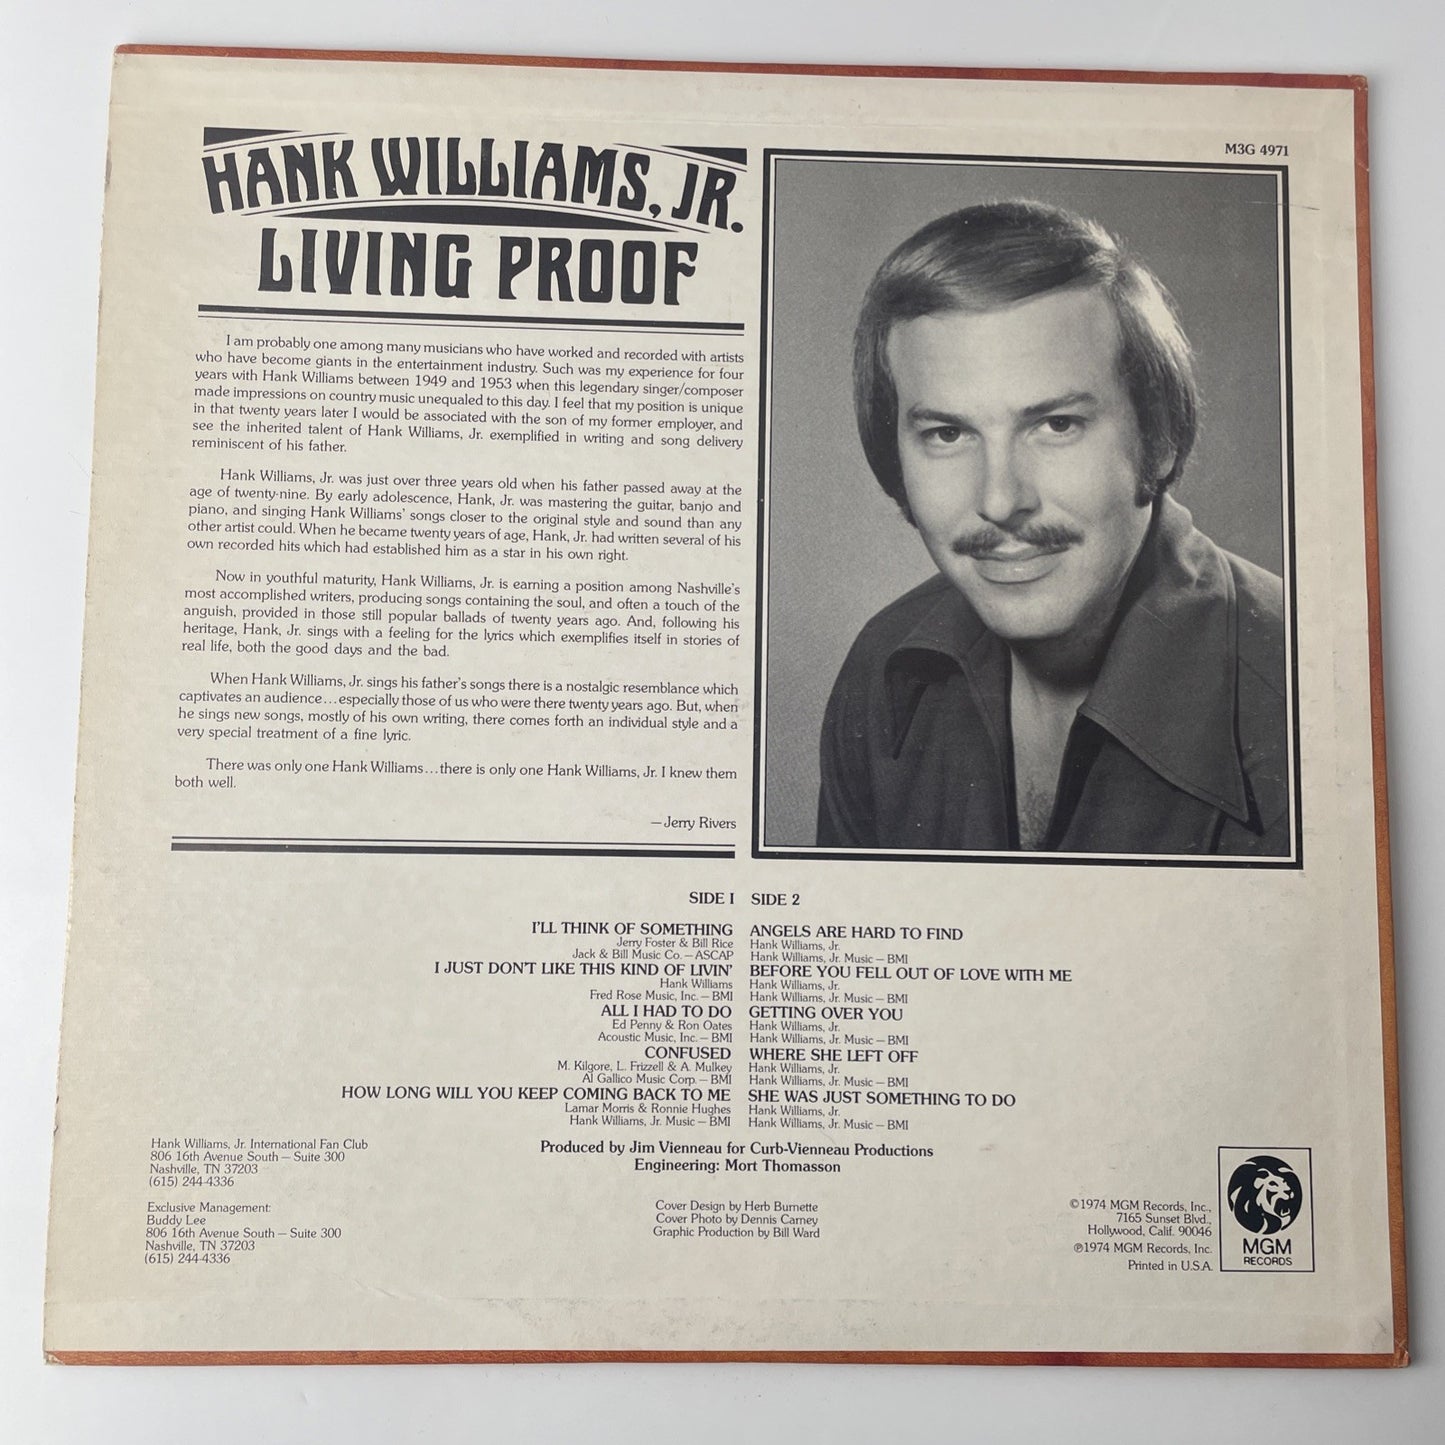 M3G 4971
HANK WILLIAMS, JR.
LIVING PROOF
I am probably one among many musicians who have worked and recorded with artists
who have become giants in the entertainment industry. Such was my experience for four
years with Hank Williams between 1949 and 1953 when this legendary singer/composer
made impressions on country music unequaled to this day. I feel that my position is unique
in that twenty years later I would be associated with the son of my former employer, and
see the inherited talent of Hank Williams, Jr. exemplified in writing and song delivery
reminiscent of his father.
Hank Williams, Jr. was just over three years old when his father passed away at the
age of twenty-nine. By early adolescence, Hank, Jr. was mastering the guitar, banjo and
piano, and singing Hank Williams' songs closer to the original style and sound than any
other artist could. When he became twenty years of age, Hank, Jr. had written several of his
own recorded hits which had established him as a star in his own right.
Now in youthful maturity, Hank Williams, Jr. is earning a position among Nashville's
most accomplished writers, producing songs containing the soul, and often a touch of the
anguish, provided in those still popular ballads of twenty years ago. And, following his
heritage, Hank, Jr. sings with a feeling for the lyrics which exemplifies itself in stories of
real life, both the good days and the bad.
When Hank Williams, Jr. sings his father's songs there is a nostalgic resemblance which
captivates an audience...especially those of us who were there twenty years ago. But, when
he sings new songs, mostly of his own writing, there comes forth an individual style and a
very special treatment of a fine lyric.
There was only one Hank Williams...there is only one Hank Williams, Jr. I knew them
both well.
—Jerry Rivers
SIDE 1
I'LL THINK OF SOMETHING
Jerry Foster & Bill Rice
Jack & Bill Music Co.—ASCAP
I JUST DON'T LIKE THIS KIND OF LIVIN'
Hank Williams
Fred Rose Music, Inc.—BMI
ALL I HAD TO DO
Ed Penny & Ron Oates
Acoustic Music, Inc.—BMI
CONFUSED
M. Kilgore, L. Frizzell & A. Mulkey
Al Gallico Music Corp.—BMI
HOW LONG WILL YOU KEEP COMING BACK TO ME
Lamar Morris & Ronnie Hughes
Hank Williams, Jr. Music—BMI
SIDE 2
ANGELS ARE HARD TO FIND
Hank Williams, Jr.
Hank Williams, Jr. Music—BMI
BEFORE YOU FELL OUT OF LOVE WITH ME
Hank Williams, Jr.
Hank Williams, Jr. Music—BMI
GETTING OVER YOU
Hank Williams, Jr.
Hank Williams, Jr. Music—BMI
WHERE SHE LEFT OFF
Hank Williams, Jr.
Hank Williams, Jr. Music—BMI
SHE WAS JUST SOMETHING TO DO
Hank Williams, Jr.
Hank Williams, Jr. Music—BMI
Produced by Jim Vienneau for Curb-Vienneau Productions
Engineering: Mort Thomasson
Hank Williams, Jr. International Fan Club
806 16th Avenue South—Suite 300
Nashville, TN 37203
(615) 244-4336
Exclusive Management:
Buddy Lee
806 16th Avenue South—Suite 300
Nashville, TN 37203
(615) 244-4336
Cover Design by Herb Burnette
Cover Photo by Dennis Carney
Graphic Production by Bill Ward
©1974 MGM Records, Inc.,
7165 Sunset Blvd.,
Hollywood, Calif. 90046
℗1974 MGM Records, Inc.
Printed in U.S.A.
MGM
RECORDS